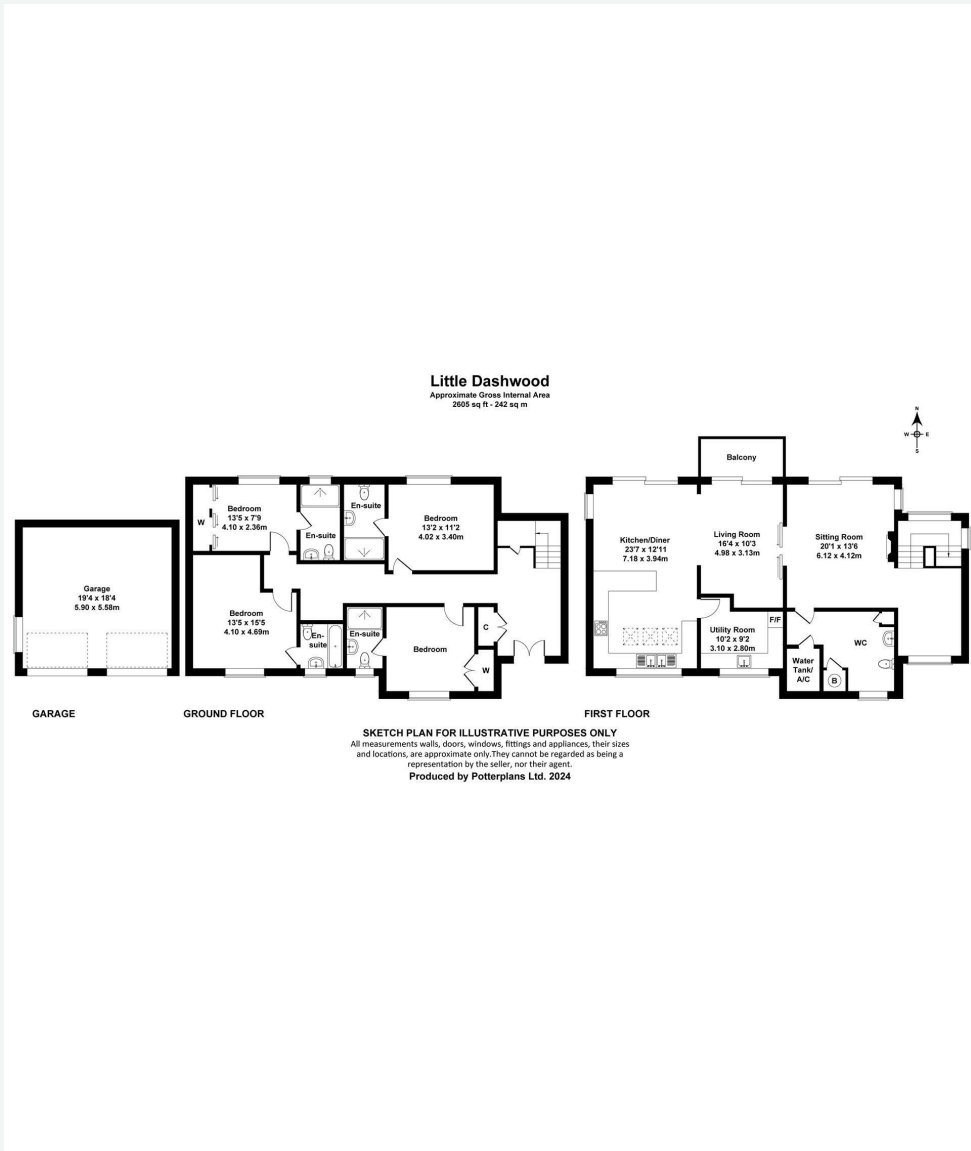 Little Dashwood
Approximate Gross Internal Area
2605 sq ft - 242 sq m
N
W
E
S
Garage
19'4 x 18'4
5.90 x 5.58m
GARAGE
W
Bedroom
13'5 x 7'9
4.10 x 2.36m
En-suite
En-suite
Bedroom
13'2 x 11'2
4.02 x 3.40m
Bedroom
13'5 x 15'5
4.10 x 4.69m
En-
suite
En-suite
Bedroom
C
W
GROUND FLOOR
Balcony
Kitchen/Diner
23'7 x 12'11
7.18 x 3.94m
Living Room
16'4 x 10'3
4.98 x 3.13m
Sitting Room
20'1 x 13'6
6.12 x 4.12m
Utility Room
10'2 x 9'2
3.10 x 2.80m
F/F
WC
Water
Tank/
A/C
B
FIRST FLOOR
SKETCH PLAN FOR ILLUSTRATIVE PURPOSES ONLY
All measurements walls, doors, windows, fittings and appliances, their sizes
and locations, are approximate only.They cannot be regarded as being a
representation by the seller, nor their agent.
Produced by Potterplans Ltd. 2024